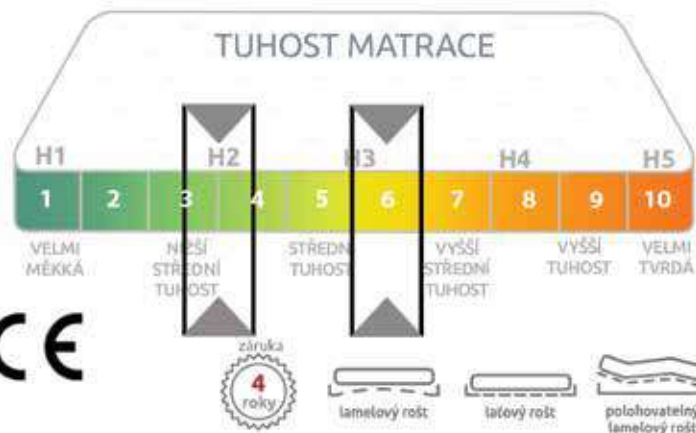 TUHOST MATRACE
H1 H2 H3 H4 H5
1 2 3 4 5 6 7 8 9 10
VELMI MĚKKÁ
NIŽŠÍ STŘEDNÍ TUHOST
STŘEDNÍ TUHOST
VYŠŠÍ STŘEDNÍ TUHOST
VYŠŠÍ TUHOST
VELMI TVRDÁ
CE
záruka
4
roky
lamelový rošt
laťový rošt
polohovatelný
lamelový rošt